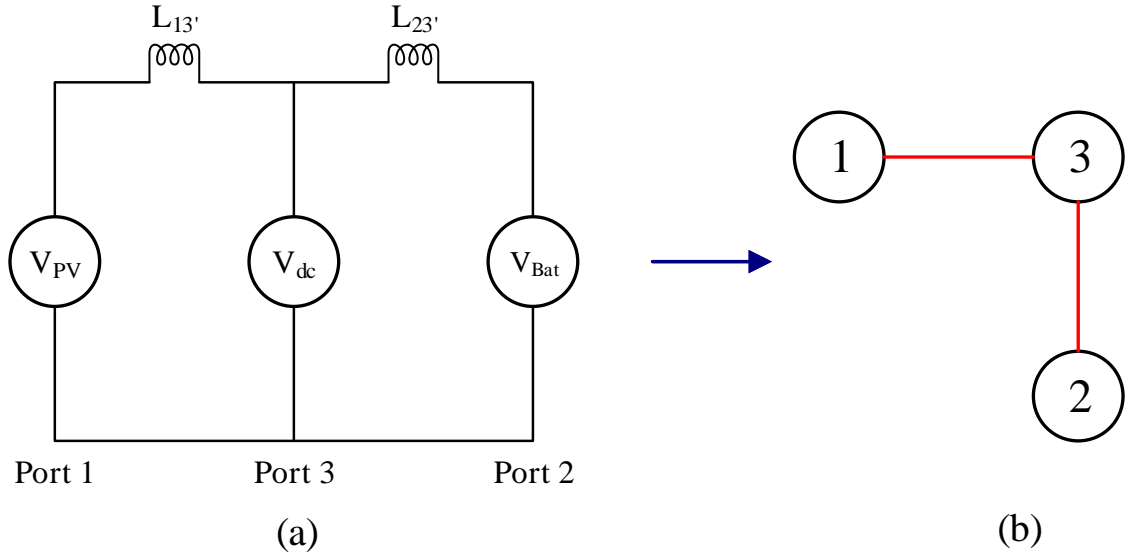 L13' L23'
1 3
VPV Vdc VBat
2
Port 1 Port 3 Port 2
(a) (b)